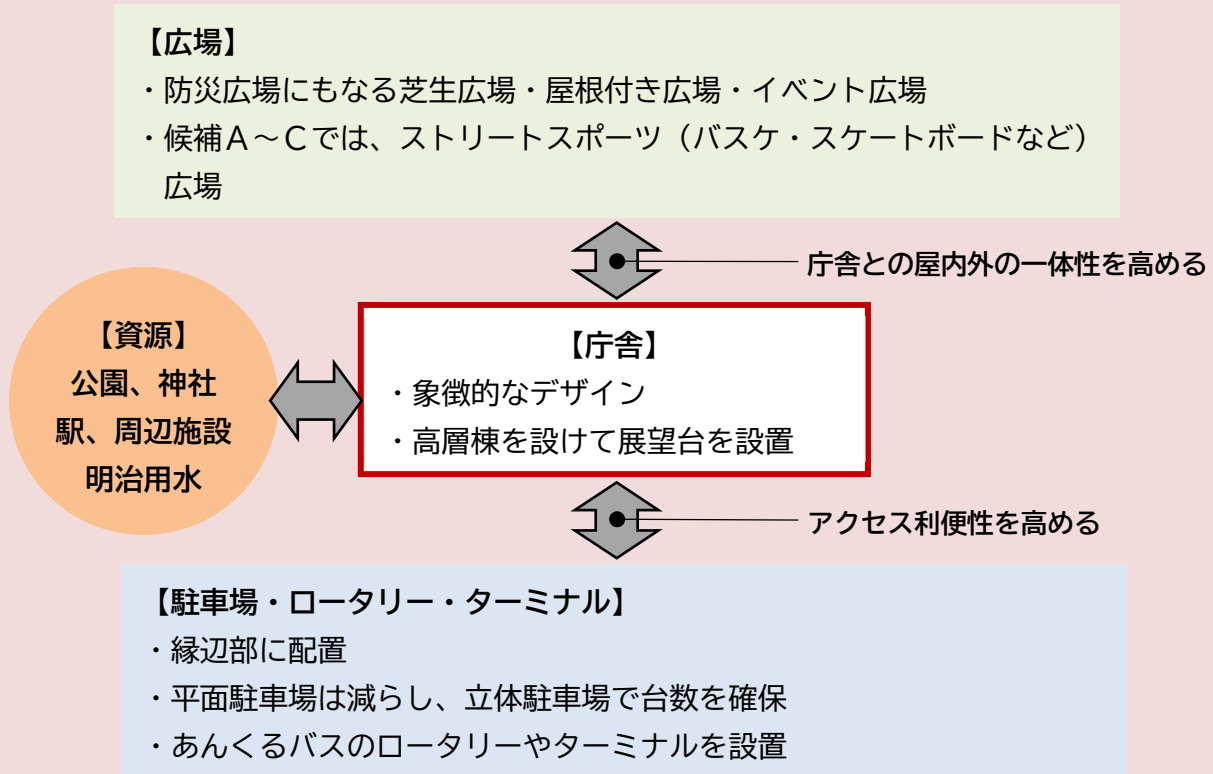 【広場】
・防災広場にもなる芝生広場・屋根付き広場・イベント広場
・候補A~Cでは、ストリートスポーツ（バスケ・スケートボードなど）
広場
庁舎との屋内外の一体性を高める
【資源】
公園、神社
駅、周辺施設
明治用水
【庁舎】
・象徴的なデザイン
・高層棟を設けて展望台を設置
アクセス利便性を高める
【駐車場・ロータリー・ターミナル】
・縁辺部に配置
・平面駐車場は減らし、立体駐車場で台数を確保
・あんくるバスのロータリーやターミナルを設置